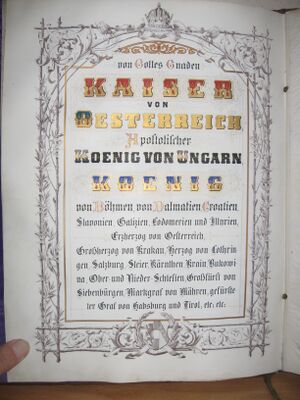 von Gottes Gnaden
KAISER
VON
OESTERREICH
Apostolischer
KOENIG VON UNGARN
KOENIG
von Böhmen, von Dalmatien, Croatien
Slavonien, Galizien, Lodomerien und Illirien,
Erzherzog von Oesterreich,
Großherzog von Krakau, Herzog von Lothrin
gen, Salzburg, Steier, Kärnthen, Krain, Bukowi
na, Ober- und Nieder-Schlesien, Großfürst von
Siebenbürgen, Markgraf von Mähren, gefürste
ter Graf von Habsburg und Tirol, etc. etc.